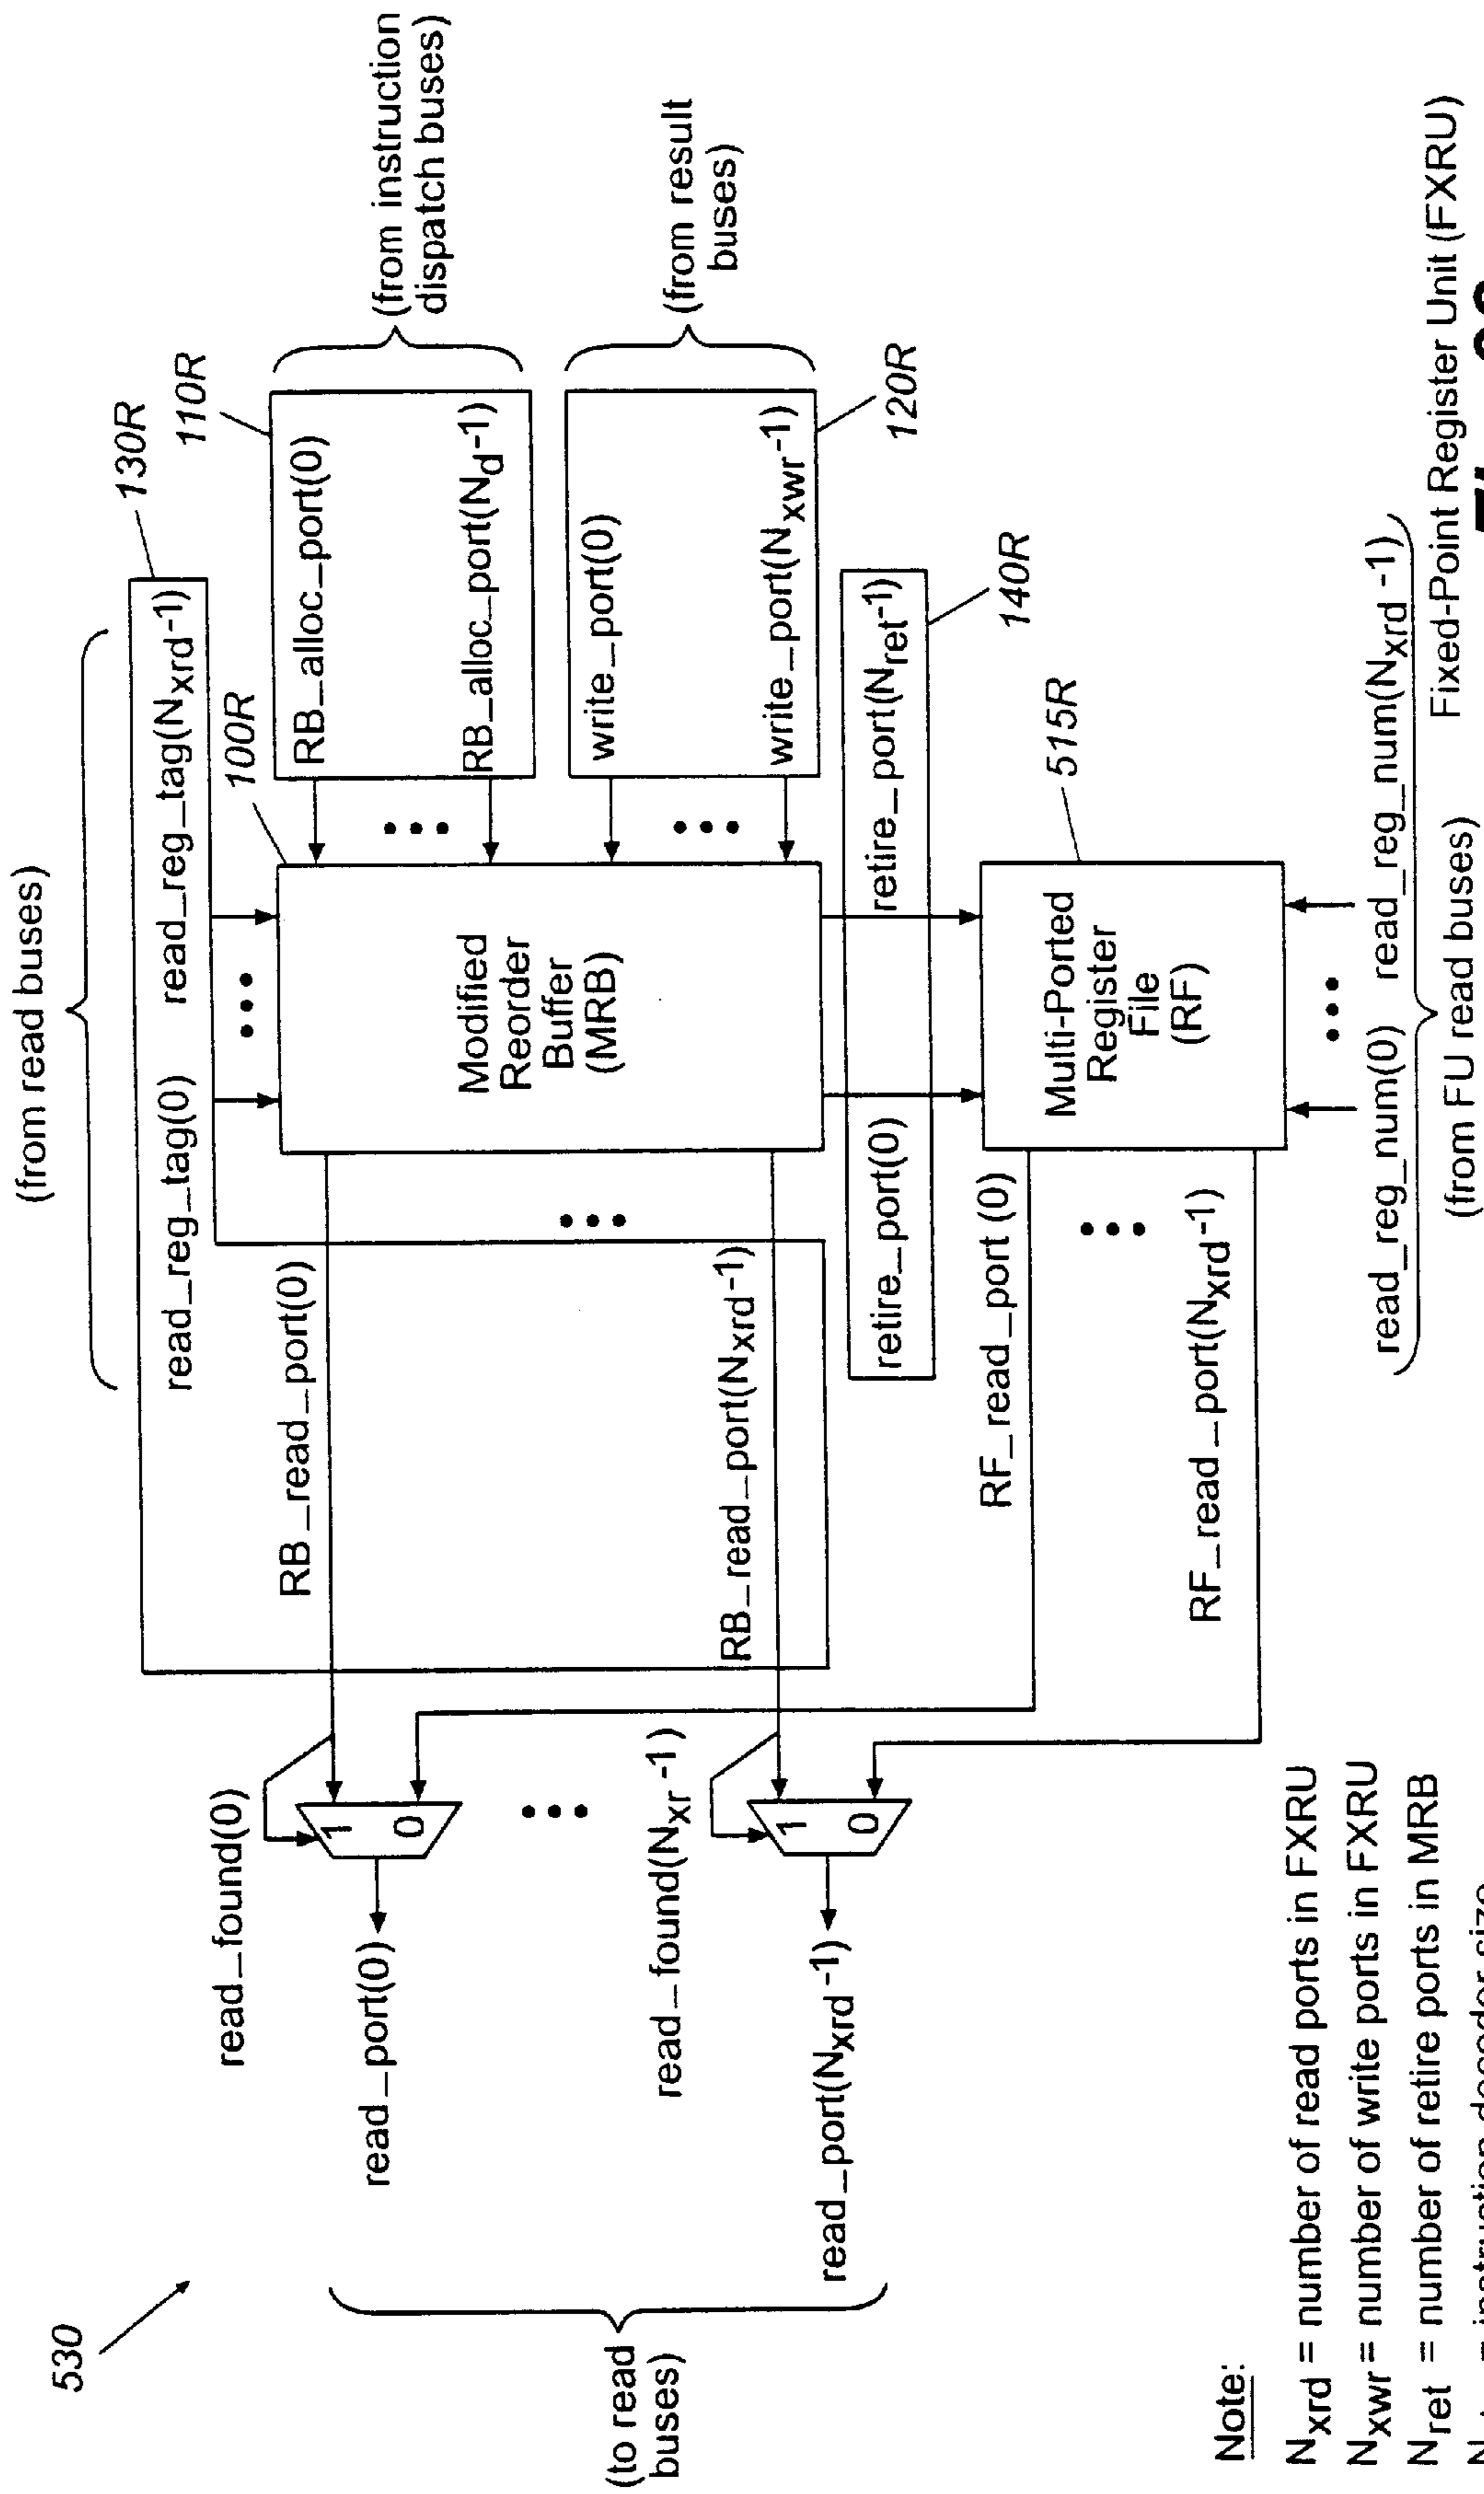 530
(from read buses)
130R
read_reg_tag(0) read_reg_tag(Nxrd -1)
110R
100R
read_found(0)
RB_read_port(0)
RB_alloc_port(0)
(from instruction
dispatch buses)
1
0
read_port(0)
RB_alloc_port(Nd -1)
Modified
Reorder
Buffer
(MRB)
write_port(0)
(from result
buses)
(to read
buses)
read_found(Nxr -1)
RB_read_port(Nxrd-1)
write_port(Nxwr-1)
1
0
read_port(Nxrd -1)
retire_port(0) retire_port(Nret-1)
120R
140R
RF_read_port (0)
515R
Multi-Ported
Register
File
(RF)
RF_read_port(Nxrd-1)
Note:
Nxrd = number of read ports in FXRU
Nxwr = number of write ports in FXRU
Nret = number of retire ports in MRB
= instruction decoder size
read_reg_num(0) read_reg_num(Nxrd -1)
(from FU read buses)
Fixed-Point Register Unit (FXRU)